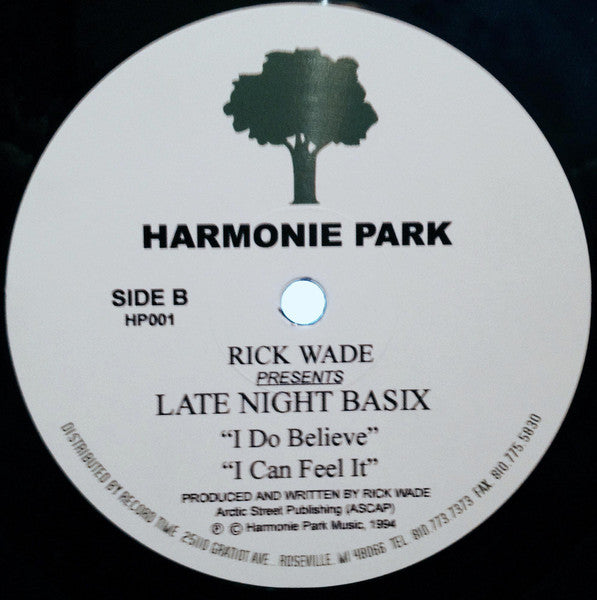 HARMONIE PARK
SIDE B
HP001
RICK WADE
PRESENTS
LATE NIGHT BASIX
“I Do Believe”
“I Can Feel It”
PRODUCED AND WRITTEN BY RICK WADE
Arctic Street Publishing (ASCAP)
℗ © Harmonie Park Music, 1994
DISTRIBUTED BY RECORD TIME 25110 GRATIOT AVE. ROSEVILLE. MI 48066 TEL. 810.773.7373 FAX. 810.775.5830